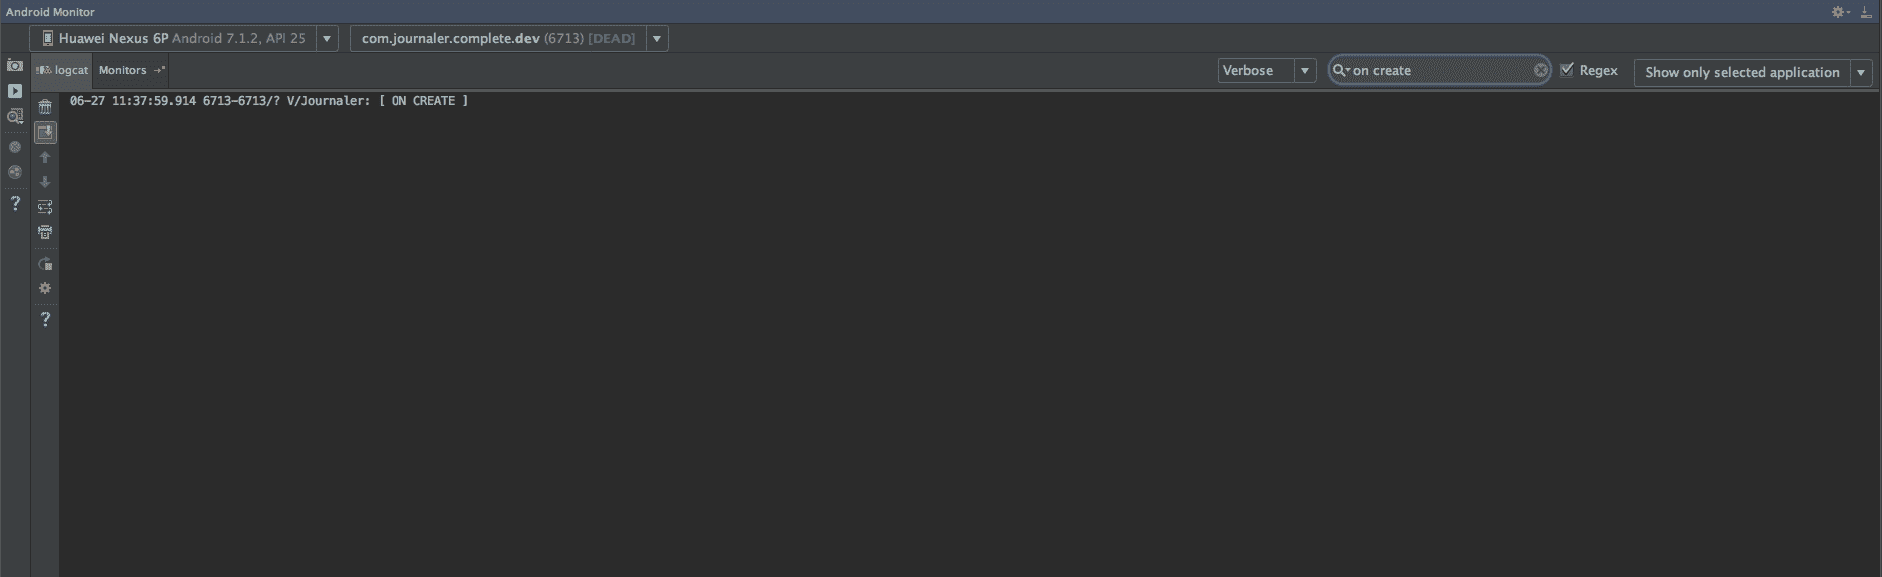 Android Monitor
Huawei Nexus 6P Android 7.1.2, API 25 com.journaler.complete.dev (6713) [DEAD]
logcat Monitors Verbose on create Regex Show only selected application
06-27 11:37:59.914 6713-6713/? V/Journaler: [ ON CREATE ]
?
?